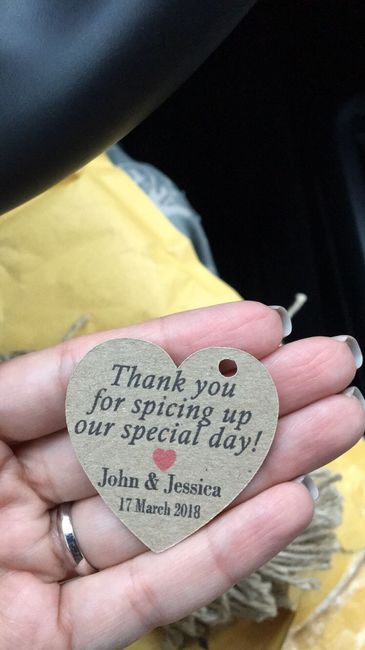 Thank you
for spicing up
our special day!
John & Jessica
17 March 2018